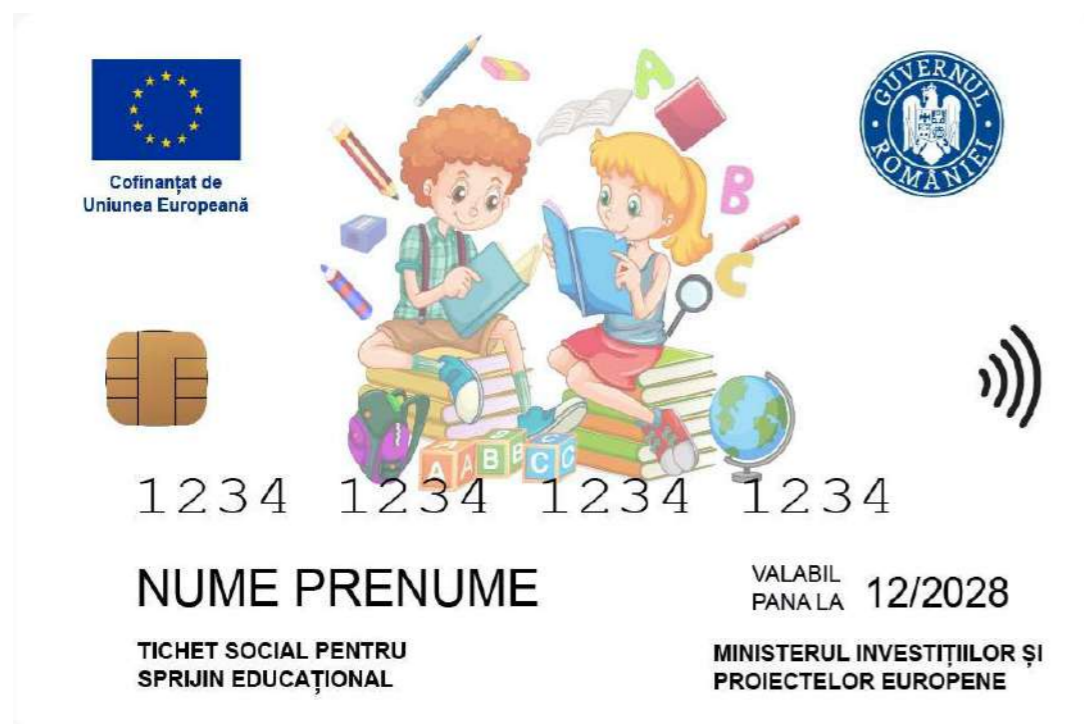 Cofinanțat de
Uniunea Europeană
GUVERNUL
ROMÂNIEI
A
B
C
A A B B C C
1234 1234 1234 1234
NUME PRENUME
VALABIL
PANA LA 12/2028
TICHET SOCIAL PENTRU
SPRIJIN EDUCAȚIONAL
MINISTERUL INVESTIȚIILOR ȘI
PROIECTELOR EUROPENE